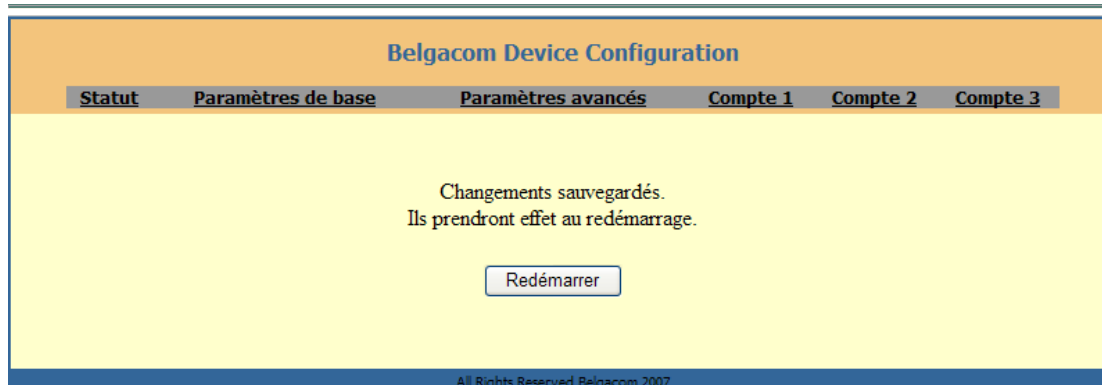 Belgacom Device Configuration
Statut Paramètres de base Paramètres avancés Compte 1 Compte 2 Compte 3
Changements sauvegardés.
Ils prendront effet au redémarrage.
Redémarrer
All Rights Reserved Belgacom 2007